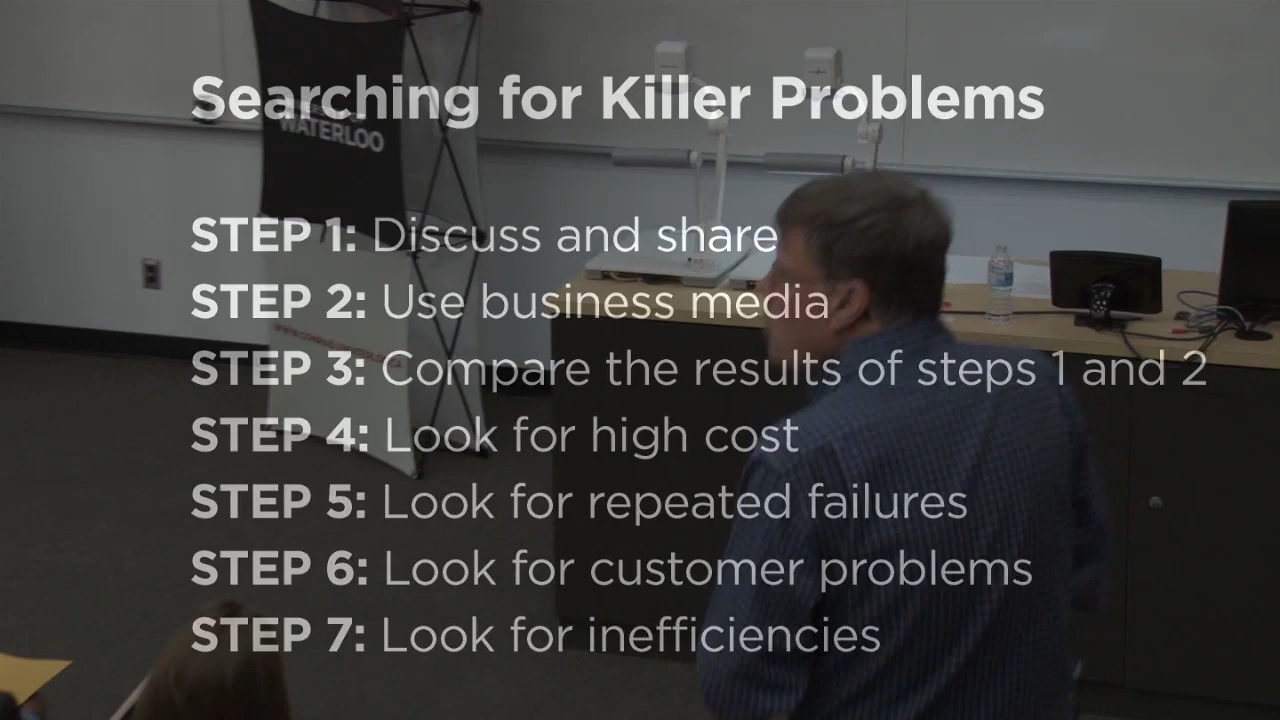 Searching for Killer Problems
WATERLOO
STEP 1: Discuss and share
STEP 2: Use business media
STEP 3: Compare the results of steps 1 and 2
STEP 4: Look for high cost
STEP 5: Look for repeated failures
STEP 6: Look for customer problems
STEP 7: Look for inefficiencies